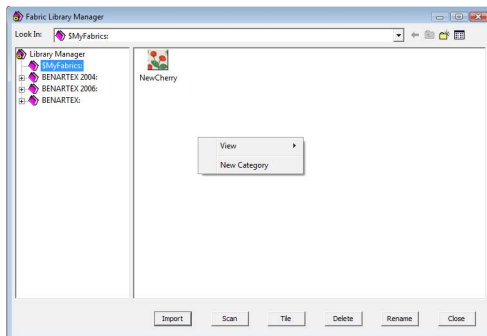 Fabric Library Manager
Look In: $MyFabrics:
Library Manager
$MyFabrics:
BENARTEX 2004:
BENARTEX 2006:
BENARTEX:
NewCherry
View
New Category
Import Scan Tile Delete Rename Close